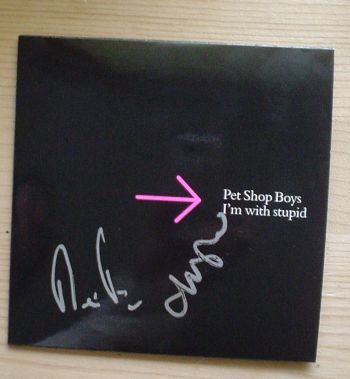 Pet Shop Boys
I'm with stupid